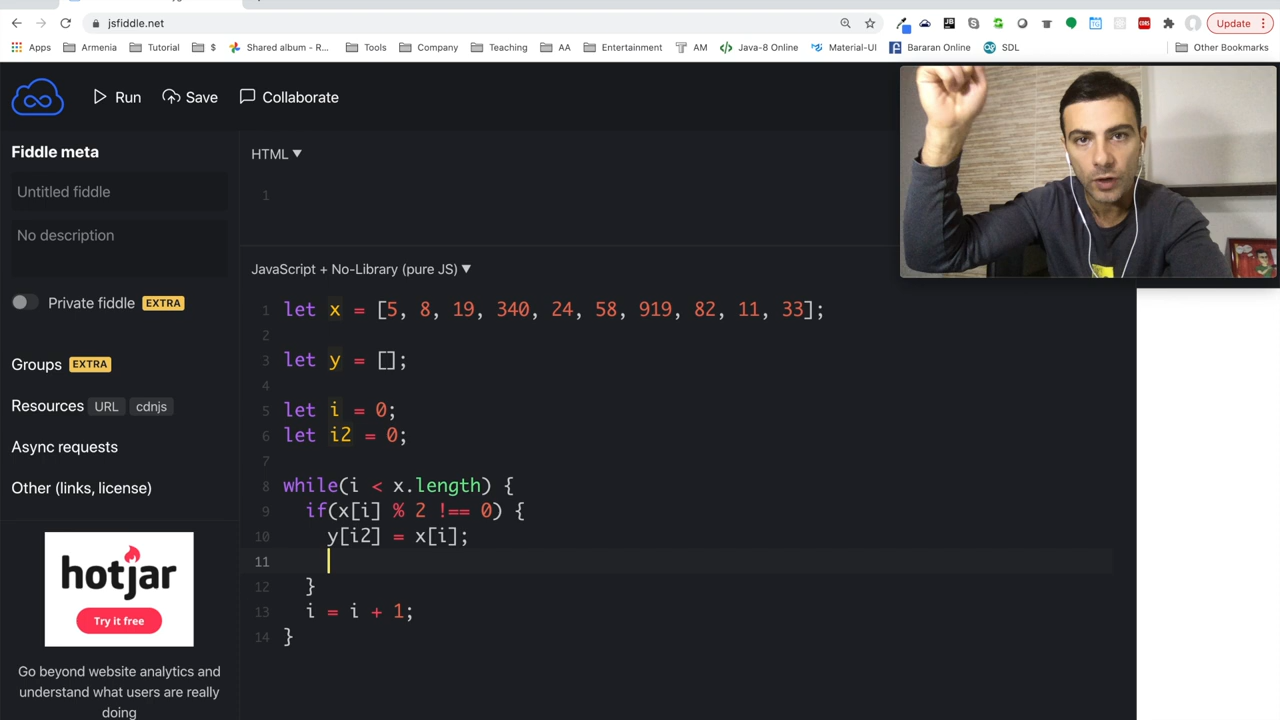 jsfiddle.net
Update
Apps Armenia Tutorial $ Shared album - R... Tools Company Teaching AA Entertainment AM Java-8 Online Material-UI Bararan Online SDL Other Bookmarks
Run Save Collaborate
Fiddle meta
Untitled fiddle
No description
Private fiddle EXTRA
Groups EXTRA
Resources URL cdnjs
Async requests
Other (links, license)
hotjar
Try it free
Go beyond website analytics and
understand what users are really
doing
HTML ▼
1
JavaScript + No-Library (pure JS) ▼
1 let x = [5, 8, 19, 340, 24, 58, 919, 82, 11, 33];
2
3 let y = [];
4
5 let i = 0;
6 let i2 = 0;
7
8 while(i < x.length) {
9 if(x[i] % 2 !== 0) {
10 y[i2] = x[i];
11
12 }
13 i = i + 1;
14 }